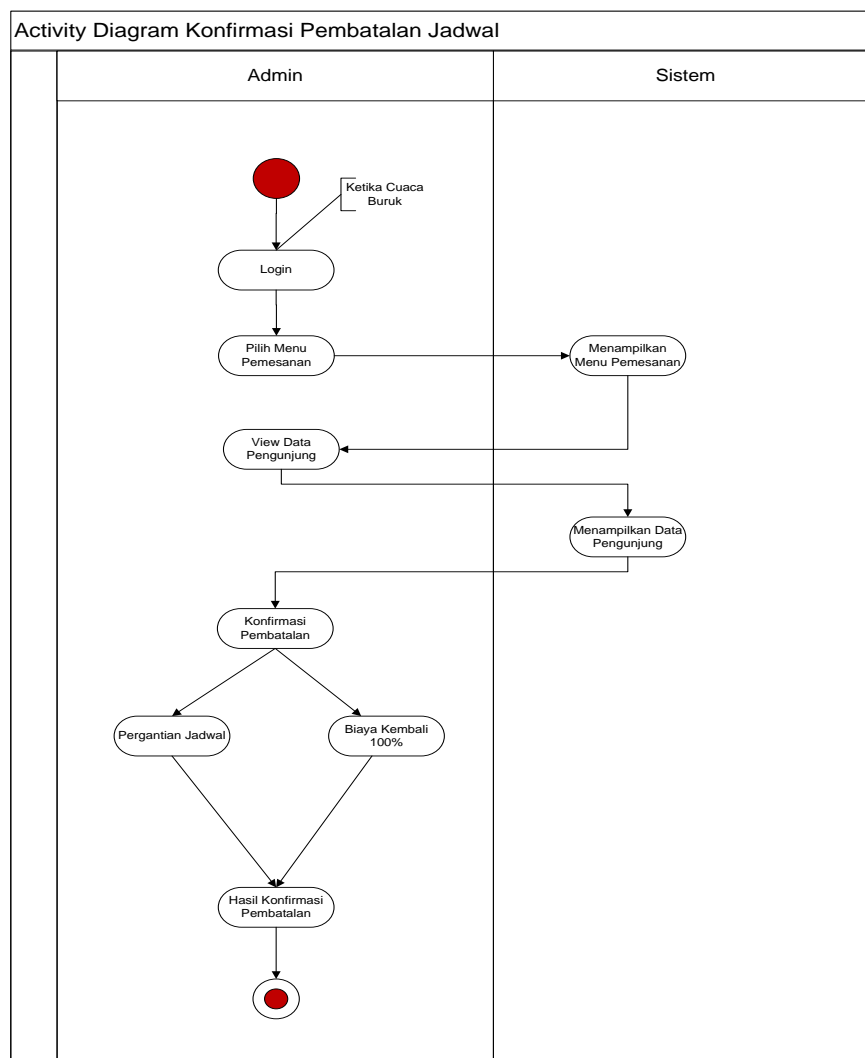 Activity Diagram Konfirmasi Pembatalan Jadwal
Admin
Sistem
Ketika Cuaca
Buruk
Login
Pilih Menu
Pemesanan
Menampilkan
Menu Pemesanan
View Data
Pengunjung
Menampilkan Data
Pengunjung
Konfirmasi
Pembatalan
Pergantian Jadwal
Biaya Kembali
100%
Hasil Konfirmasi
Pembatalan